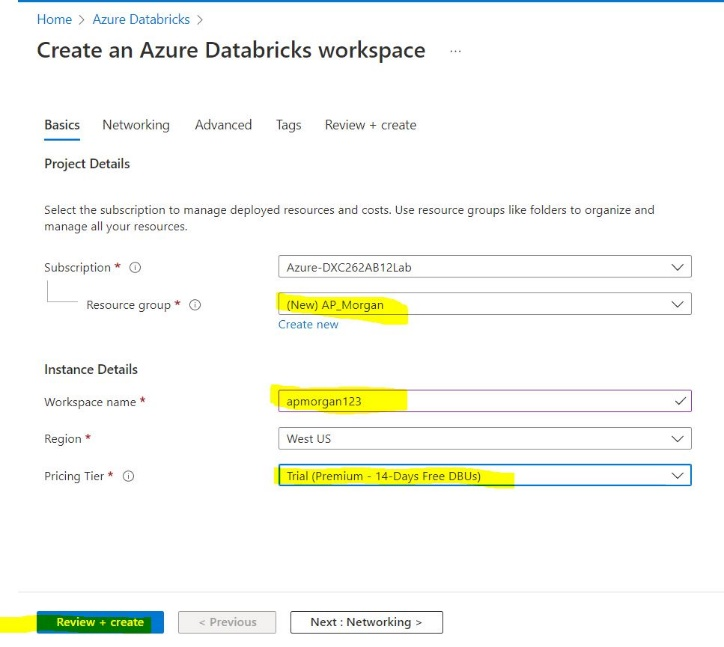 Home > Azure Databricks >
Create an Azure Databricks workspace ...
Basics Networking Advanced Tags Review + create
Project Details
Select the subscription to manage deployed resources and costs. Use resource groups like folders to organize and
manage all your resources.
Subscription * Azure-DXC262AB12Lab
Resource group * (New) AP_Morgan
Create new
Instance Details
Workspace name * apmorgan123
Region * West US
Pricing Tier * Trial (Premium - 14-Days Free DBUs)
Review + create < Previous Next : Networking >